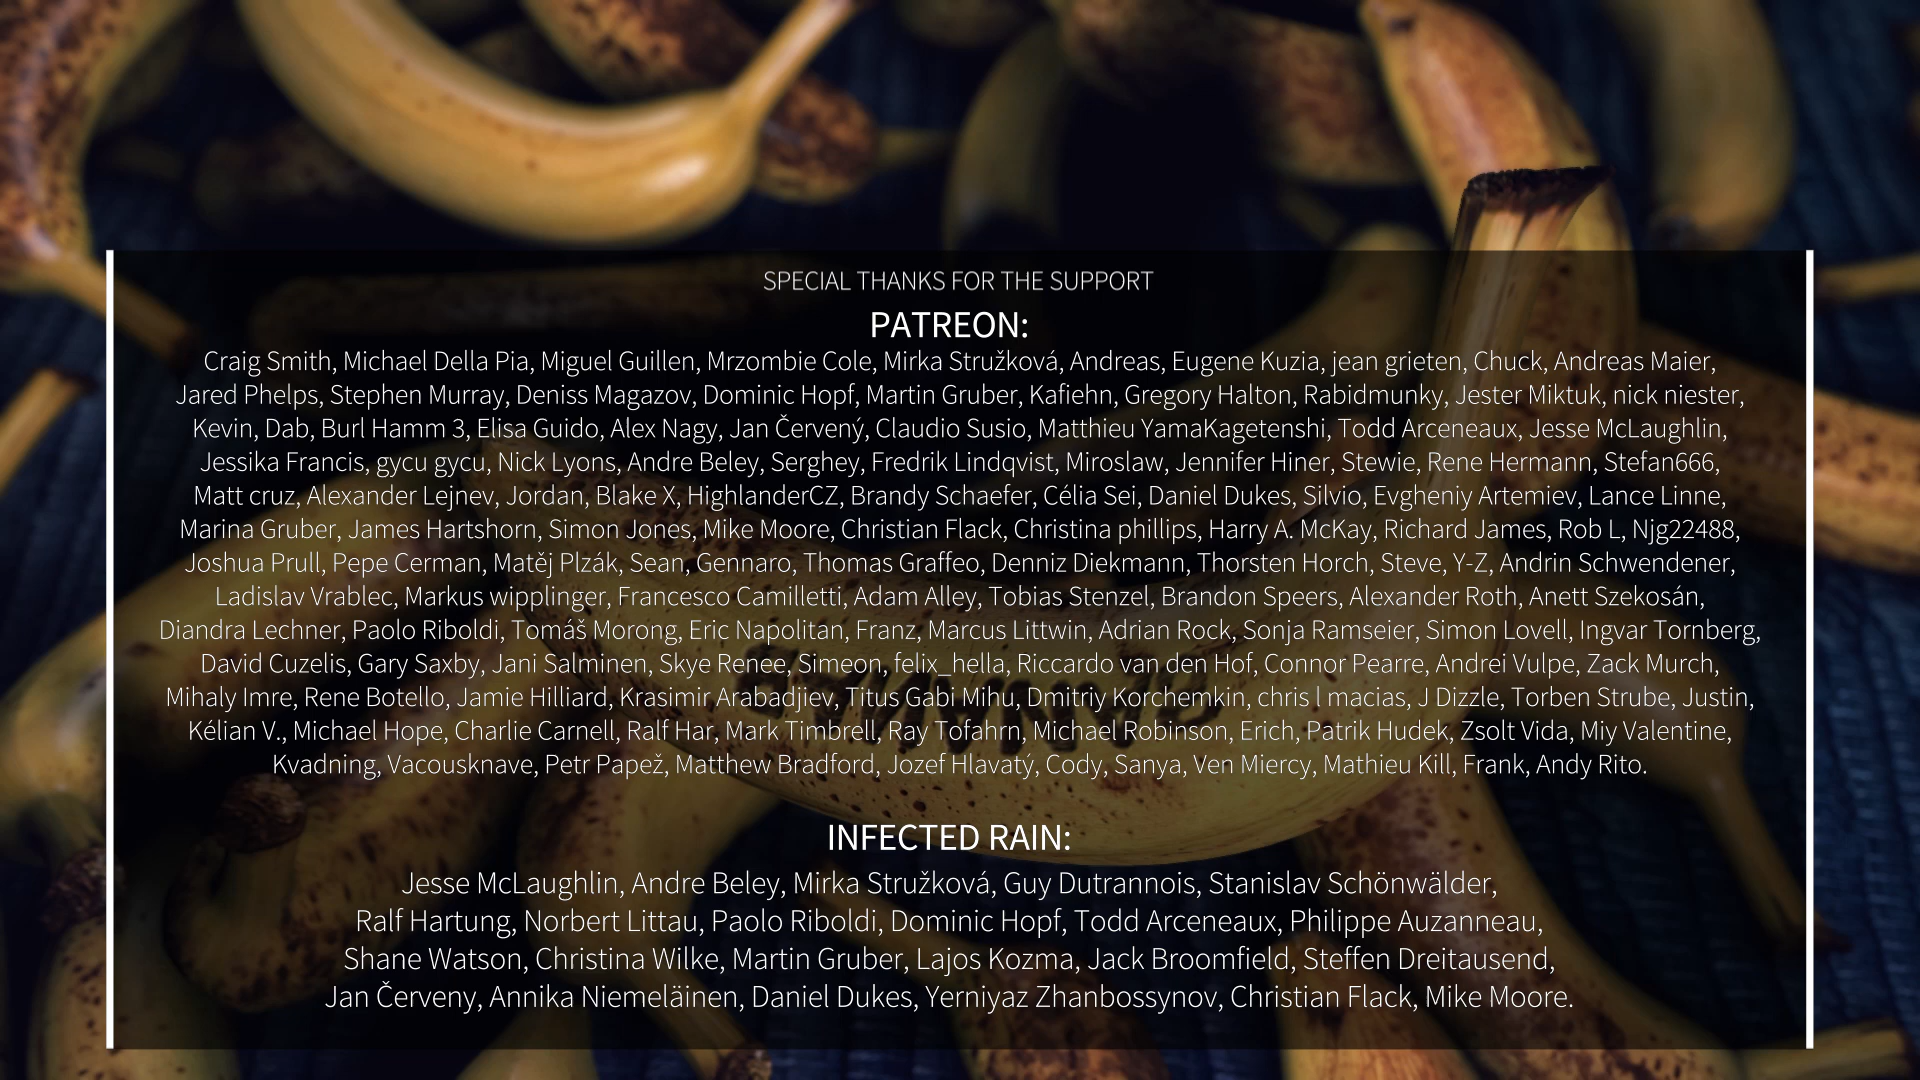 SPECIAL THANKS FOR THE SUPPORT
PATREON:
Craig Smith, Michael Della Pia, Miguel Guillen, Mrzombie Cole, Mirka Stružková, Andreas, Eugene Kuzia, jean grieten, Chuck, Andreas Maier,
Jared Phelps, Stephen Murray, Deniss Magazov, Dominic Hopf, Martin Gruber, Kafiehn, Gregory Halton, Rabidmunky, Jester Miktuk, nick niester,
Kevin, Dab, Burl Hamm 3, Elisa Guido, Alex Nagy, Jan Červený, Claudio Susio, Matthieu YamaKagetenshi, Todd Arceneaux, Jesse McLaughlin,
Jessika Francis, gycu gycu, Nick Lyons, Andre Beley, Serghey, Fredrik Lindqvist, Miroslaw, Jennifer Hiner, Stewie, Rene Hermann, Stefan666,
Matt cruz, Alexander Lejnev, Jordan, Blake X, HighlanderCZ, Brandy Schaefer, Célia Sei, Daniel Dukes, Silvio, Evgheniy Artemiev, Lance Linne,
Marina Gruber, James Hartshorn, Simon Jones, Mike Moore, Christian Flack, Christina phillips, Harry A. McKay, Richard James, Rob L, Njg22488,
Joshua Prull, Pepe Cerman, Matěj Plzák, Sean, Gennaro, Thomas Graffeo, Denniz Diekmann, Thorsten Horch, Steve, Y-Z, Andrin Schwendener,
Ladislav Vrablec, Markus wipplinger, Francesco Camilletti, Adam Alley, Tobias Stenzel, Brandon Speers, Alexander Roth, Anett Szekosán,
Diandra Lechner, Paolo Riboldi, Tomáš Morong, Eric Napolitan, Franz, Marcus Littwin, Adrian Rock, Sonja Ramseier, Simon Lovell, Ingvar Tornberg,
David Cuzelis, Gary Saxby, Jani Salminen, Skye Renee, Simeon, felix_hella, Riccardo van den Hof, Connor Pearre, Andrei Vulpe, Zack Murch,
Mihaly Imre, Rene Botello, Jamie Hilliard, Krasimir Arabadjiev, Titus Gabi Mihu, Dmitriy Korchemkin, chris l macias, J Dizzle, Torben Strube, Justin,
Kélian V., Michael Hope, Charlie Carnell, Ralf Har, Mark Timbrell, Ray Tofahrn, Michael Robinson, Erich, Patrik Hudek, Zsolt Vida, Miy Valentine,
Kvadning, Vacousknave, Petr Papež, Matthew Bradford, Jozef Hlavatý, Cody, Sanya, Ven Miercy, Mathieu Kill, Frank, Andy Rito.
INFECTED RAIN:
Jesse McLaughlin, Andre Beley, Mirka Stružková, Guy Dutrannois, Stanislav Schönwälder,
Ralf Hartung, Norbert Littau, Paolo Riboldi, Dominic Hopf, Todd Arceneaux, Philippe Auzanneau,
Shane Watson, Christina Wilke, Martin Gruber, Lajos Kozma, Jack Broomfield, Steffen Dreitausend,
Jan Červeny, Annika Niemeläinen, Daniel Dukes, Yerniyaz Zhanbossynov, Christian Flack, Mike Moore.